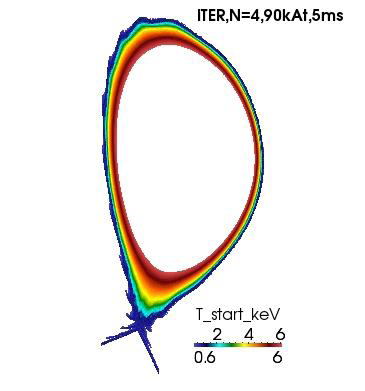 ITER,N=4,90kAt,5ms
T_start_keV
2 4 6
0.6 6